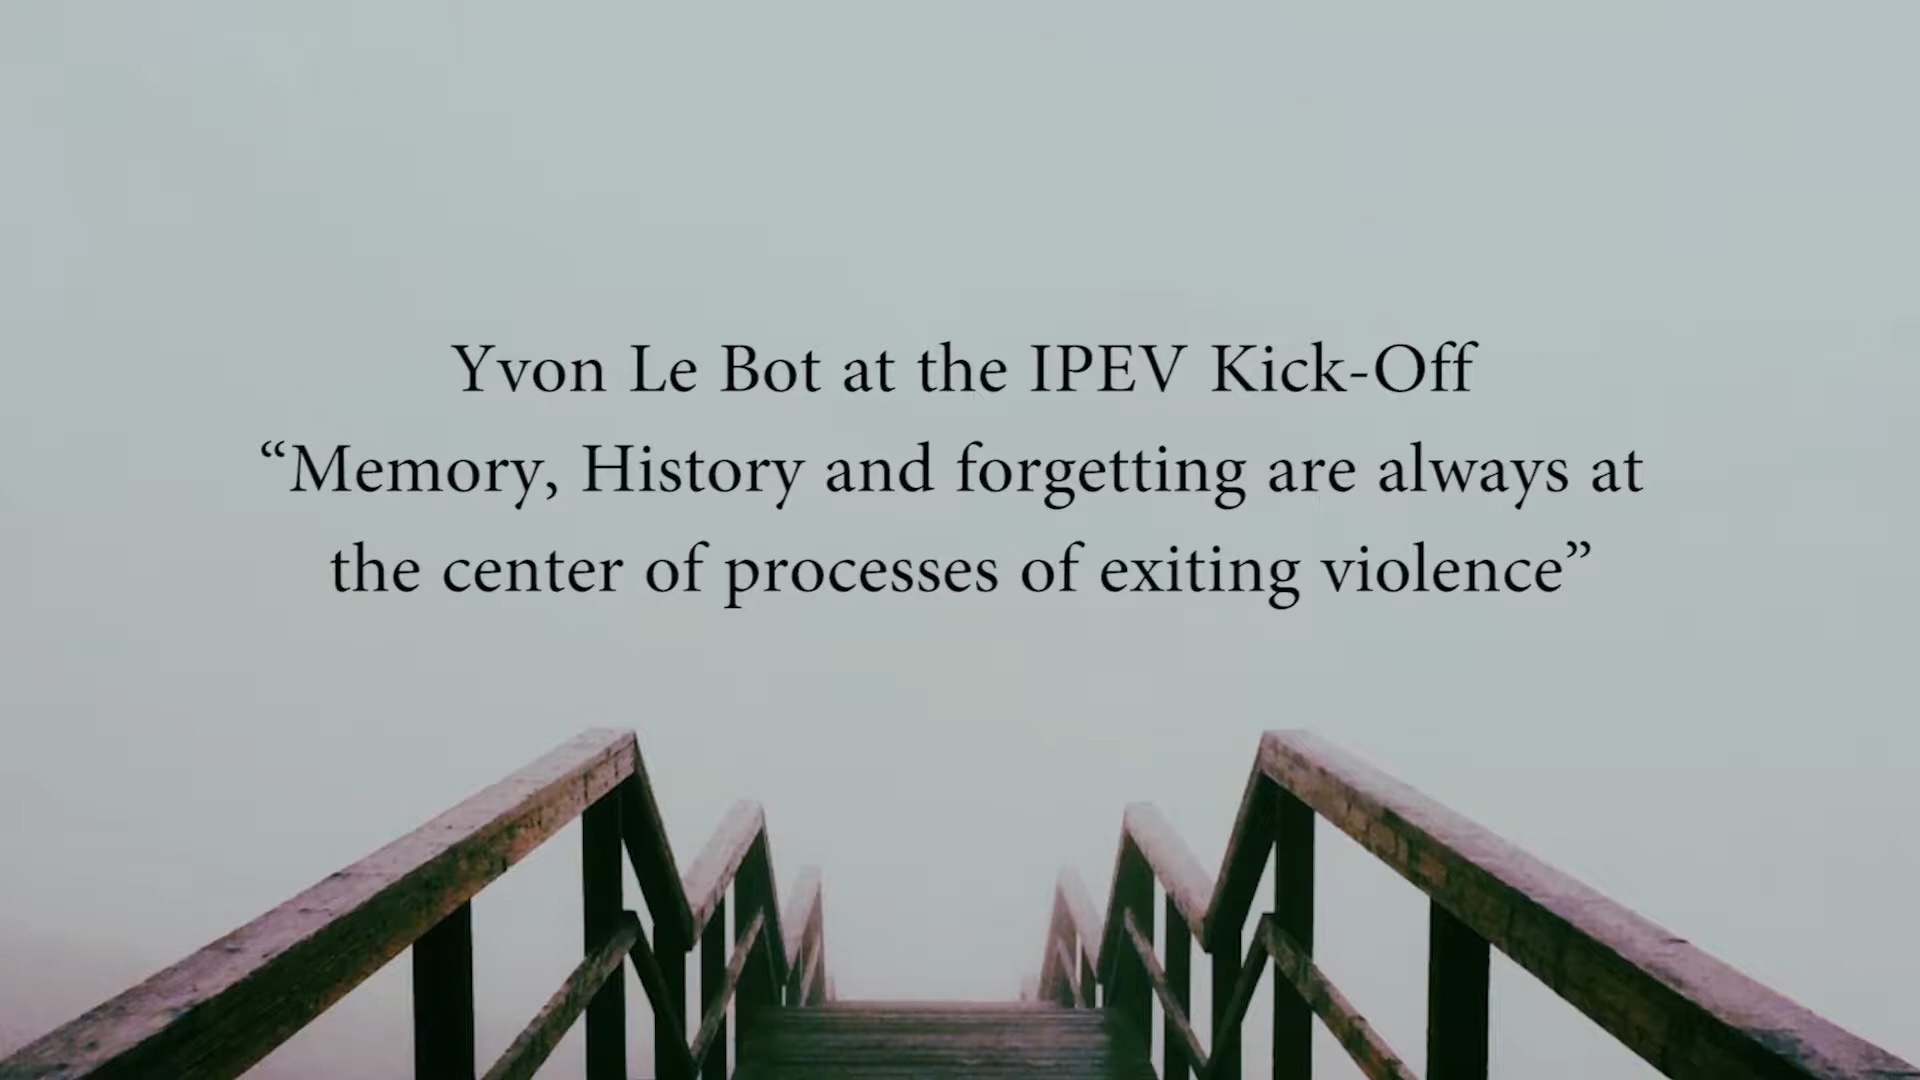 Yvon Le Bot at the IPEV Kick-Off
“Memory, History and forgetting are always at
the center of processes of exiting violence”